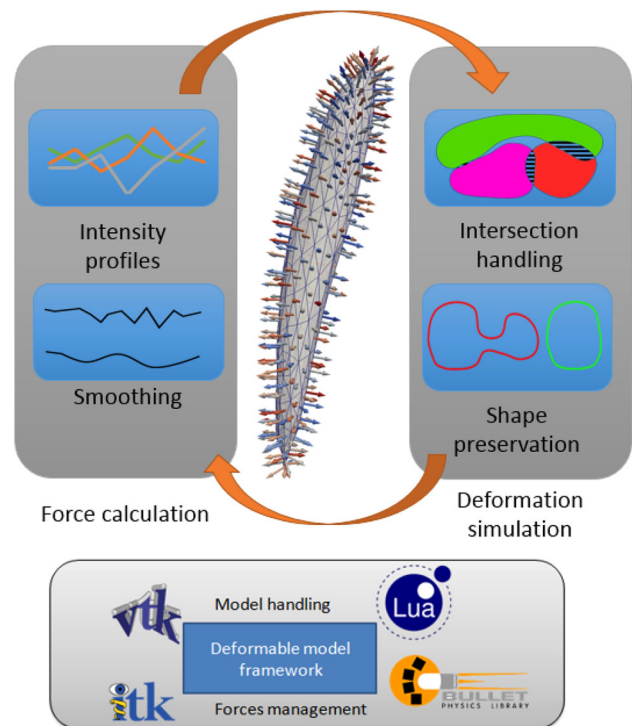 Intensity
profiles
Smoothing
Force calculation
Intersection
handling
Shape
preservation
Deformation
simulation
vtk
Model handling
Lua
Deformable model
framework
itk
Forces management
BULLET
PHYSICS LIBRARY